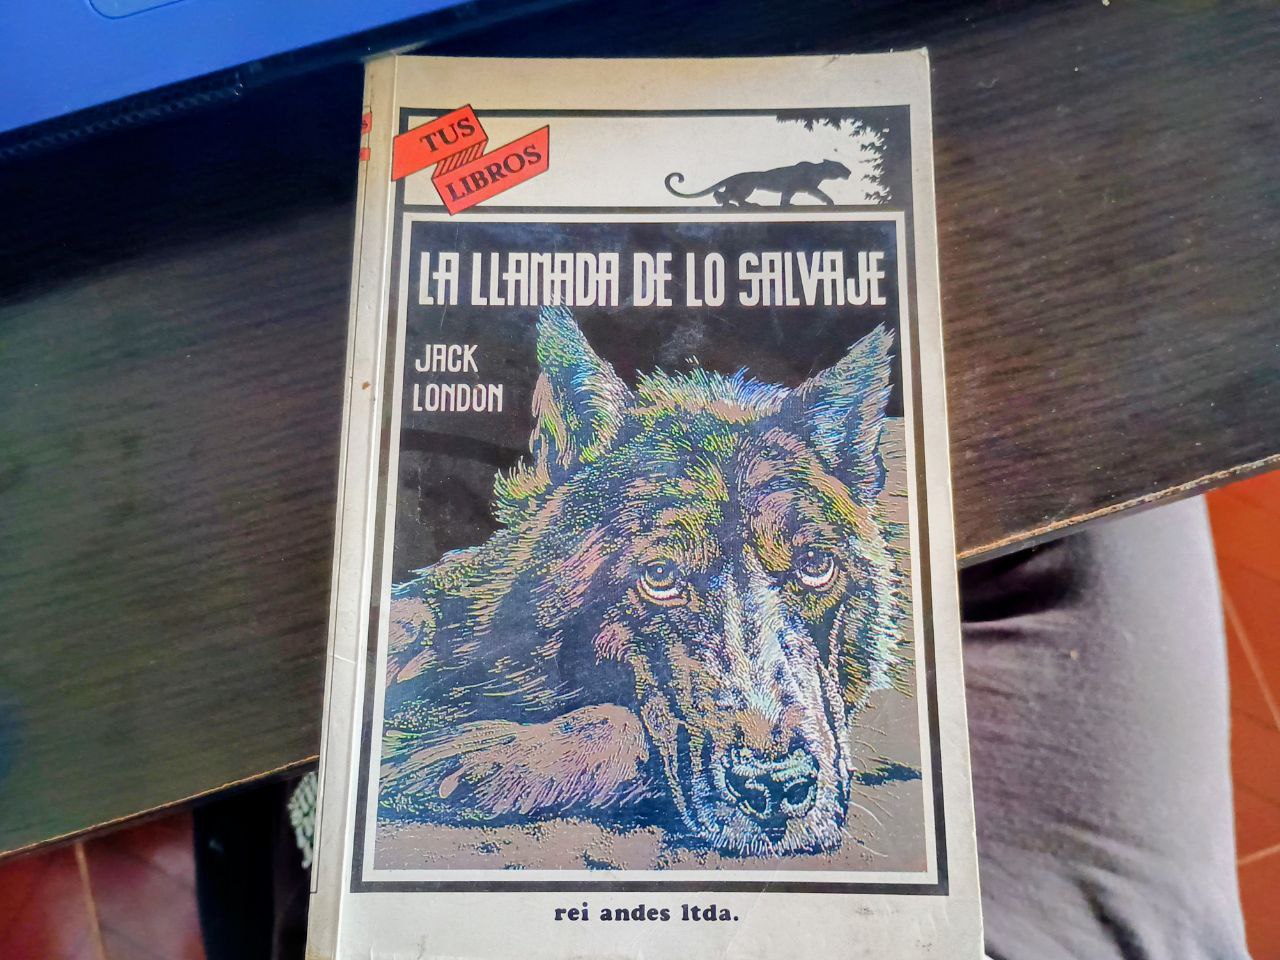 TUS
LIBROS
LA LLAMADA DE LO SALVAJE
JACK
LONDON
rei andes ltda.